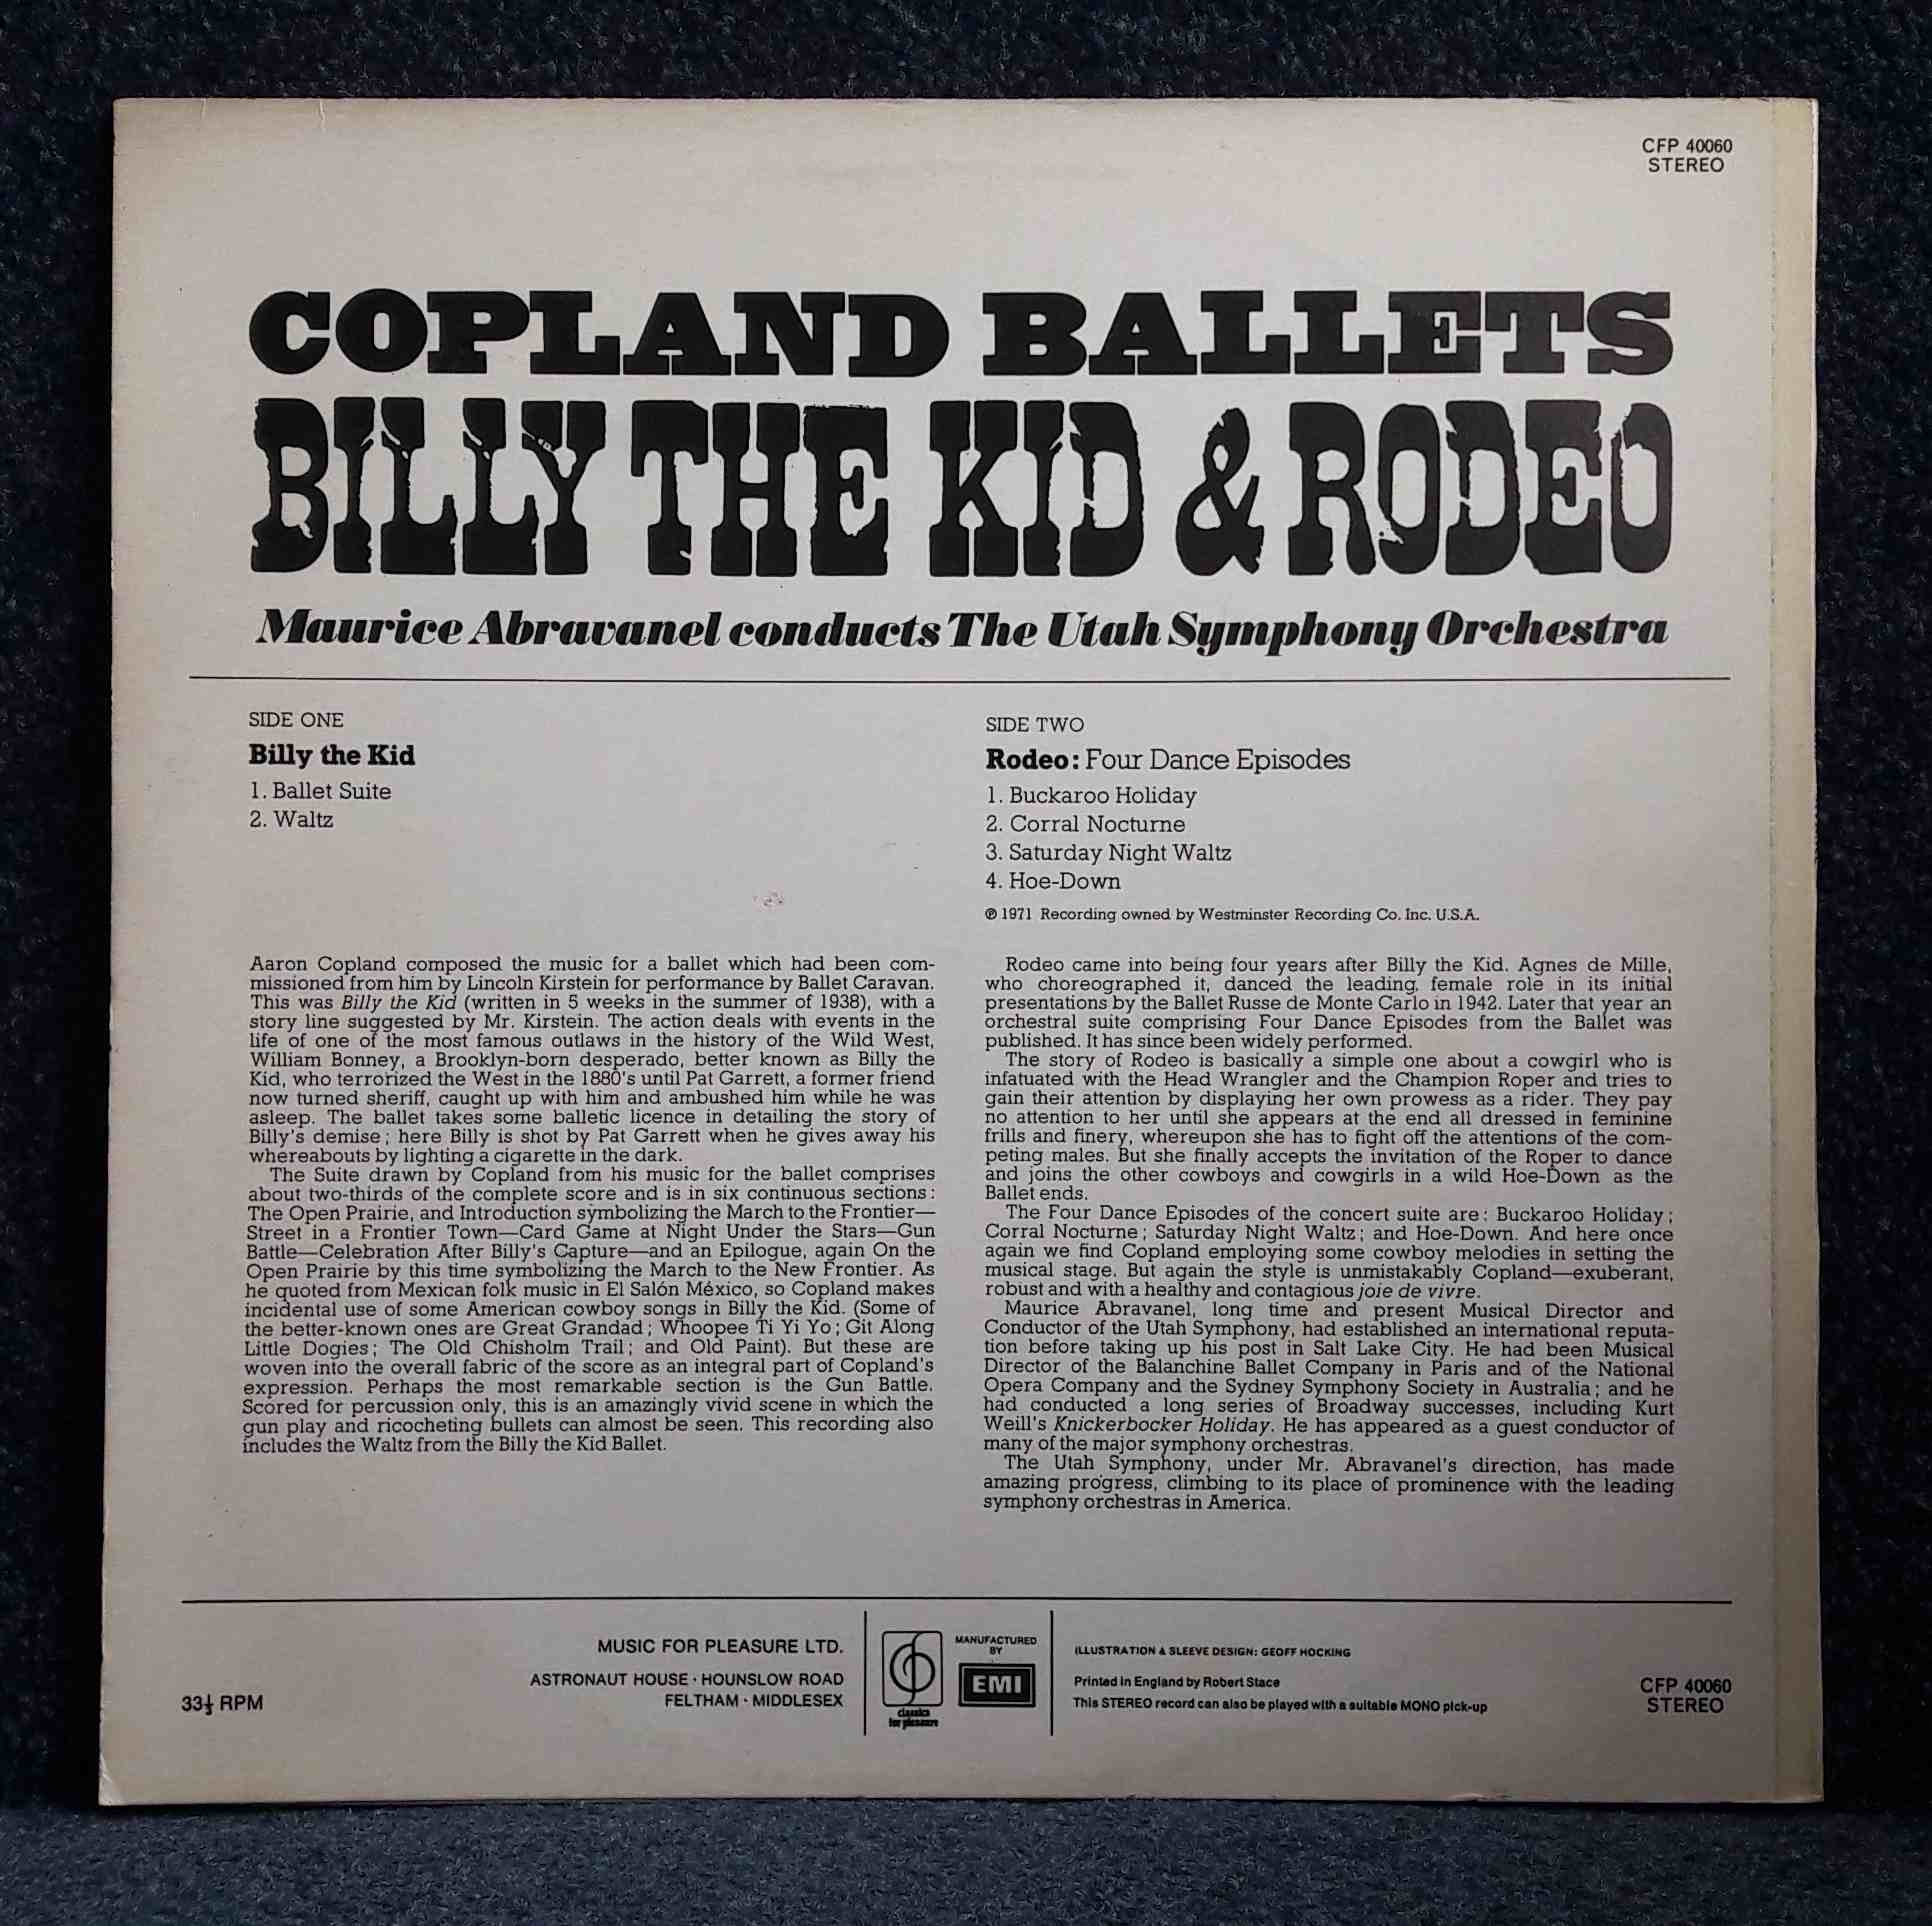 CFP 40060
STEREO
COPLAND BALLETS
BILLY THE KID & RODEO
Maurice Abravanel conducts The Utah Symphony Orchestra
SIDE ONE
Billy the Kid
1. Ballet Suite
2. Waltz
SIDE TWO
Rodeo: Four Dance Episodes
1. Buckaroo Holiday
2. Corral Nocturne
3. Saturday Night Waltz
4. Hoe-Down
℗ 1971 Recording owned by Westminster Recording Co. Inc. U.S.A.
Aaron Copland composed the music for a ballet which had been com-
missioned from him by Lincoln Kirstein for performance by Ballet Caravan.
This was Billy the Kid (written in 5 weeks in the summer of 1938), with a
story line suggested by Mr. Kirstein. The action deals with events in the
life of one of the most famous outlaws in the history of the Wild West,
William Bonney, a Brooklyn-born desperado, better known as Billy the
Kid, who terrorized the West in the 1880's until Pat Garrett, a former friend
now turned sheriff, caught up with him and ambushed him while he was
asleep. The ballet takes some balletic licence in detailing the story of
Billy's demise; here Billy is shot by Pat Garrett when he gives away his
whereabouts by lighting a cigarette in the dark.
The Suite drawn by Copland from his music for the ballet comprises
about two-thirds of the complete score and is in six continuous sections:
The Open Prairie, and Introduction symbolizing the March to the Frontier—
Street in a Frontier Town—Card Game at Night Under the Stars—Gun
Battle—Celebration After Billy's Capture—and an Epilogue, again On the
Open Prairie by this time symbolizing the March to the New Frontier. As
he quoted from Mexican folk music in El Salón México, so Copland makes
incidental use of some American cowboy songs in Billy the Kid. (Some of
the better-known ones are Great Grandad; Whoopee Ti Yi Yo; Git Along
Little Dogies; The Old Chisholm Trail; and Old Paint). But these are
woven into the overall fabric of the score as an integral part of Copland's
expression. Perhaps the most remarkable section is the Gun Battle.
Scored for percussion only, this is an amazingly vivid scene in which the
gun play and ricocheting bullets can almost be seen. This recording also
includes the Waltz from the Billy the Kid Ballet.
Rodeo came into being four years after Billy the Kid. Agnes de Mille,
who choreographed it, danced the leading, female role in its initial
presentations by the Ballet Russe de Monte Carlo in 1942. Later that year an
orchestral suite comprising Four Dance Episodes from the Ballet was
published. It has since been widely performed.
The story of Rodeo is basically a simple one about a cowgirl who is
infatuated with the Head Wrangler and the Champion Roper and tries to
gain their attention by displaying her own prowess as a rider. They pay
no attention to her until she appears at the end all dressed in feminine
frills and finery, whereupon she has to fight off the attentions of the com-
peting males. But she finally accepts the invitation of the Roper to dance
and joins the other cowboys and cowgirls in a wild Hoe-Down as the
Ballet ends.
The Four Dance Episodes of the concert suite are: Buckaroo Holiday;
Corral Nocturne; Saturday Night Waltz; and Hoe-Down. And here once
again we find Copland employing some cowboy melodies in setting the
musical stage. But again the style is unmistakably Copland—exuberant,
robust and with a healthy and contagious joie de vivre.
Maurice Abravanel, long time and present Musical Director and
Conductor of the Utah Symphony, had established an international reputa-
tion before taking up his post in Salt Lake City. He had been Musical
Director of the Balanchine Ballet Company in Paris and of the National
Opera Company and the Sydney Symphony Society in Australia; and he
had conducted a long series of Broadway successes, including Kurt
Weill's Knickerbocker Holiday. He has appeared as a guest conductor of
many of the major symphony orchestras.
The Utah Symphony, under Mr. Abravanel's direction, has made
amazing progress, climbing to its place of prominence with the leading
symphony orchestras in America.
33⅓ RPM
MUSIC FOR PLEASURE LTD.
ASTRONAUT HOUSE · HOUNSLOW ROAD
FELTHAM · MIDDLESEX
classics
for pleasure
MANUFACTURED
BY
EMI
ILLUSTRATION & SLEEVE DESIGN: GEOFF HOCKING
Printed in England by Robert Stace
This STEREO record can also be played with a suitable MONO pick-up
CFP 40060
STEREO